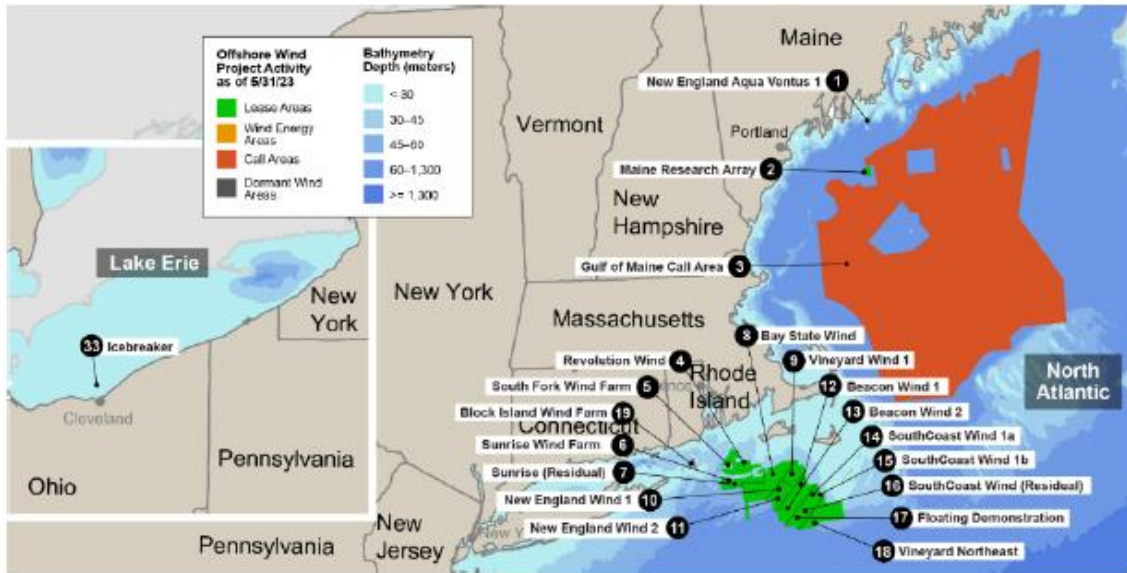 Offshore Wind
Project Activity
as of 5/31/23
Lease Areas
Wind Energy
Areas
Call Areas
Dormant Wind
Areas
Bathymetry
Depth (meters)
< 30
30–45
45–60
60–1,300
>= 1,300
Maine
New England Aqua Ventus 1
1
Vermont
Portland
Maine Research Array
2
New
Hampshire
Gulf of Maine Call Area
3
Lake Erie
New
York
New York
33
Icebreaker
Cleveland
Pennsylvania
Ohio
Massachusetts
8
Bay State Wind
Revolution Wind
4
9
Vineyard Wind 1
South Fork Wind Farm
5
Rhode
Island
12
Beacon Wind 1
North
Atlantic
Block Island Wind Farm
19
13
Beacon Wind 2
Connecticut
Sunrise Wind Farm
6
14
SouthCoast Wind 1a
Sunrise (Residual)
7
15
SouthCoast Wind 1b
New England Wind 1
10
16
SouthCoast Wind (Resideal)
New England Wind 2
11
17
Floating Demonstration
18
Vineyard Northeast
New
Jersey
New
Pennsylvania